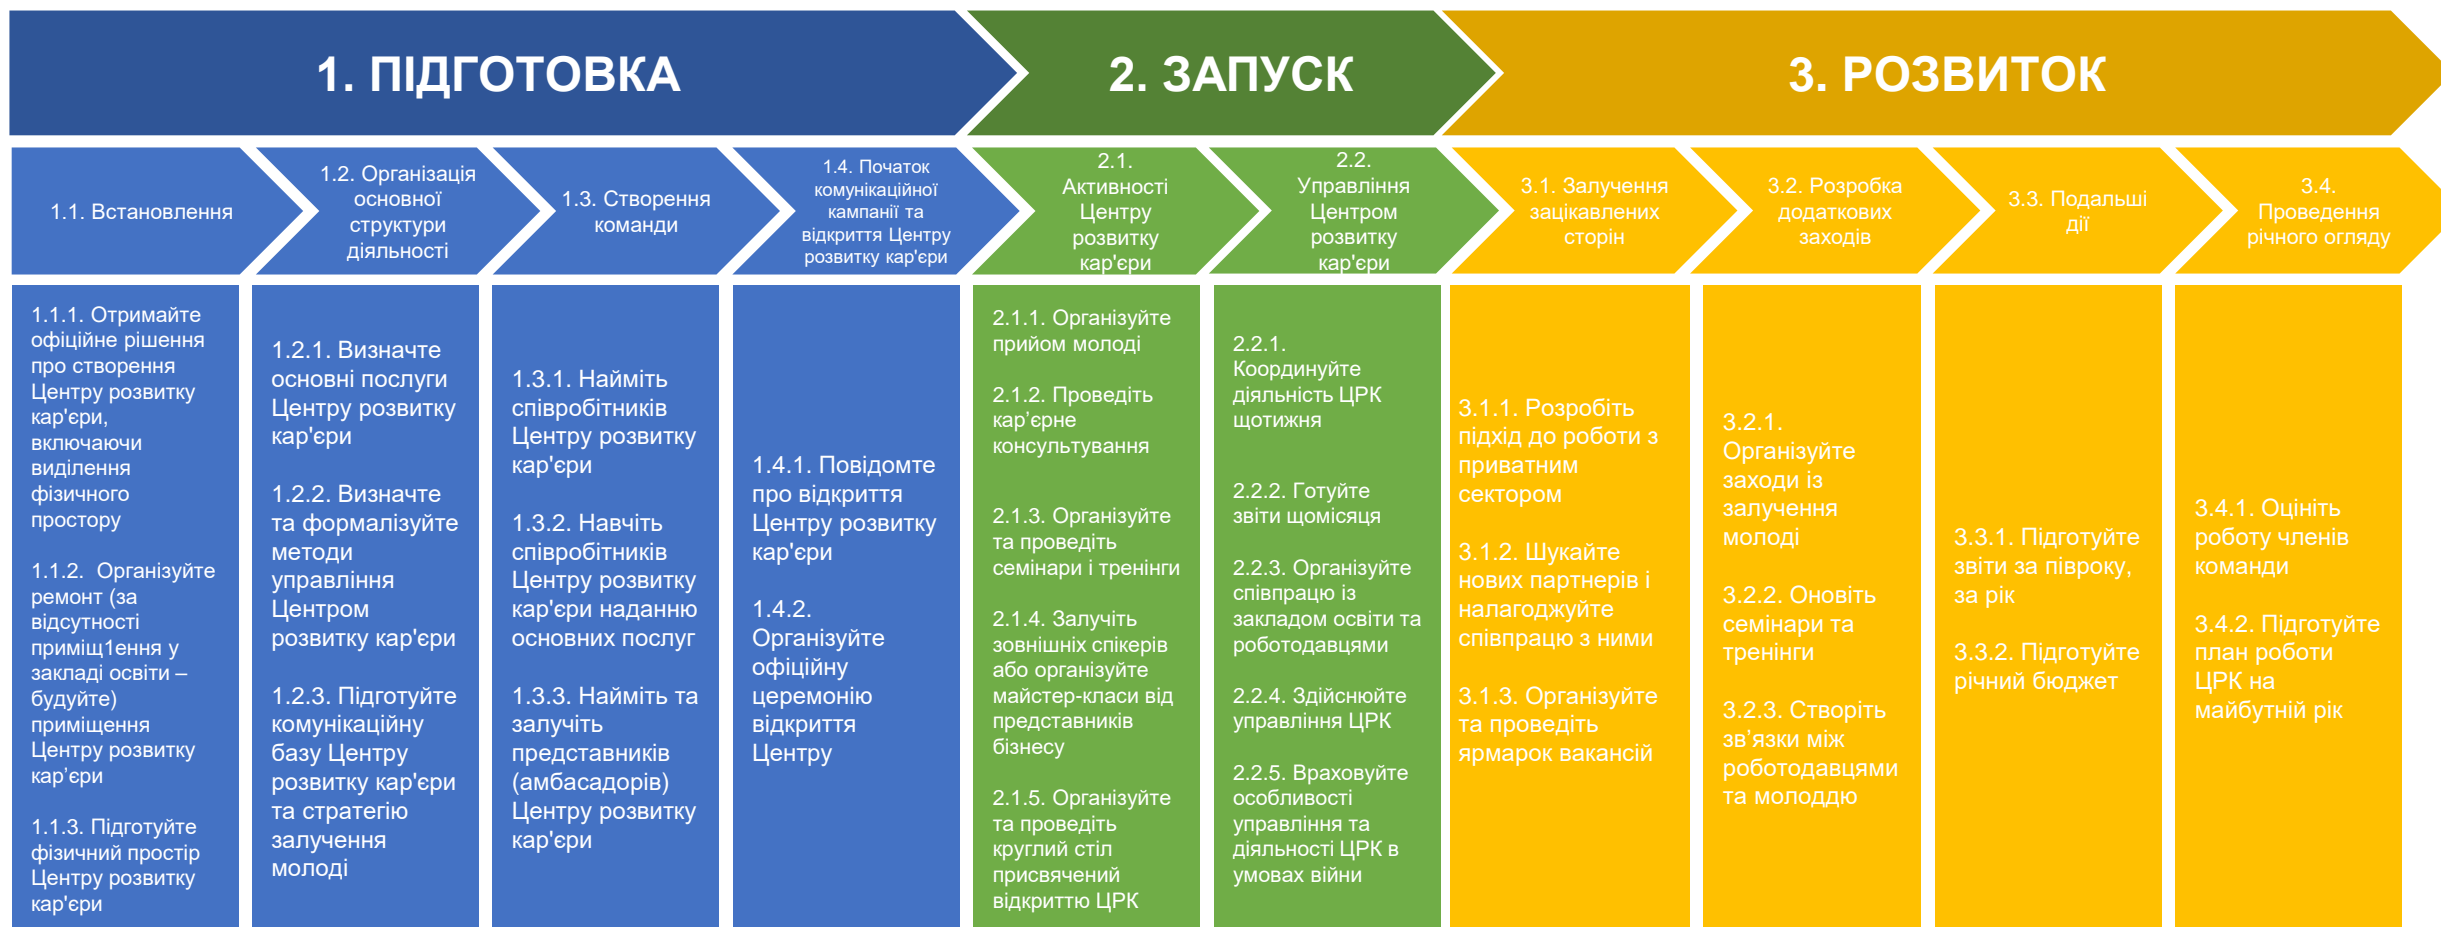 1. ПІДГОТОВКА
2. ЗАПУСК
3. РОЗВИТОК
1.1. Встановлення
1.2. Організація
основної
структури
діяльності
1.3. Створення
команди
1.4. Початок
комунікаційної
кампанії та
відкриття Центру
розвитку кар'єри
2.1.
Активності
Центру
розвитку
кар'єри
2.2.
Управління
Центром
розвитку
кар'єри
3.1. Залучення
зацікавлених
сторін
3.2. Розробка
додаткових
заходів
3.3. Подальші
дії
3.4.
Проведення
річного огляду
1.1.1. Отримайте
офіційне рішення
про створення
Центру розвитку
кар'єри,
включаючи
виділення
фізичного
простору
1.1.2.  Організуйте
ремонт (за
відсутності
приміщ1ення у
закладі освіти –
будуйте)
приміщення
Центру розвитку
кар’єри
1.1.3. Підготуйте
фізичний простір
Центру розвитку
кар'єри
1.2.1. Визначте
основні послуги
Центру розвитку
кар'єри
1.2.2. Визначте
та формалізуйте
методи
управління
Центром
розвитку кар'єри
1.2.3. Підготуйте
комунікаційну
базу Центру
розвитку кар'єри
та стратегію
залучення
молоді
1.3.1. Найміть
співробітників
Центру розвитку
кар'єри
1.3.2. Навчіть
співробітників
Центру розвитку
кар'єри наданню
основних послуг
1.3.3. Найміть та
залучіть
представників
(амбасадорів)
Центру розвитку
кар'єри
1.4.1. Повідомте
про відкриття
Центру розвитку
кар'єри
1.4.2.
Організуйте
офіційну
церемонію
відкриття
Центру
2.1.1. Організуйте
прийом молоді
2.1.2. Проведіть
кар’єрне
консультування
2.1.3. Організуйте
та проведіть
семінари і тренінги
2.1.4. Залучіть
зовнішніх спікерів
або організуйте
майстер-класи від
представників
бізнесу
2.1.5. Організуйте
та проведіть
круглий стіл
присвячений
відкриттю ЦРК
2.2.1.
Координуйте
діяльність ЦРК
щотижня
2.2.2. Готуйте
звіти щомісяця
2.2.3. Організуйте
співпрацю із
закладом освіти та
роботодавцями
2.2.4. Здійснюйте
управління ЦРК
2.2.5. Враховуйте
особливості
управління та
діяльності ЦРК в
умовах війни
3.1.1. Розробіть
підхід до роботи з
приватним
сектором
3.1.2. Шукайте
нових партнерів і
налагоджуйте
співпрацю з ними
3.1.3. Організуйте
та проведіть
ярмарок вакансій
3.2.1.
Організуйте
заходи із
залучення
молоді
3.2.2. Оновіть
семінари та
тренінги
3.2.3. Створіть
зв’язки між
роботодавцями
та молоддю
3.3.1. Підготуйте
звіти за півроку,
за рік
3.3.2. Підготуйте
річний бюджет
3.4.1. Оцініть
роботу членів
команди
3.4.2. Підготуйте
план роботи
ЦРК на
майбутній рік